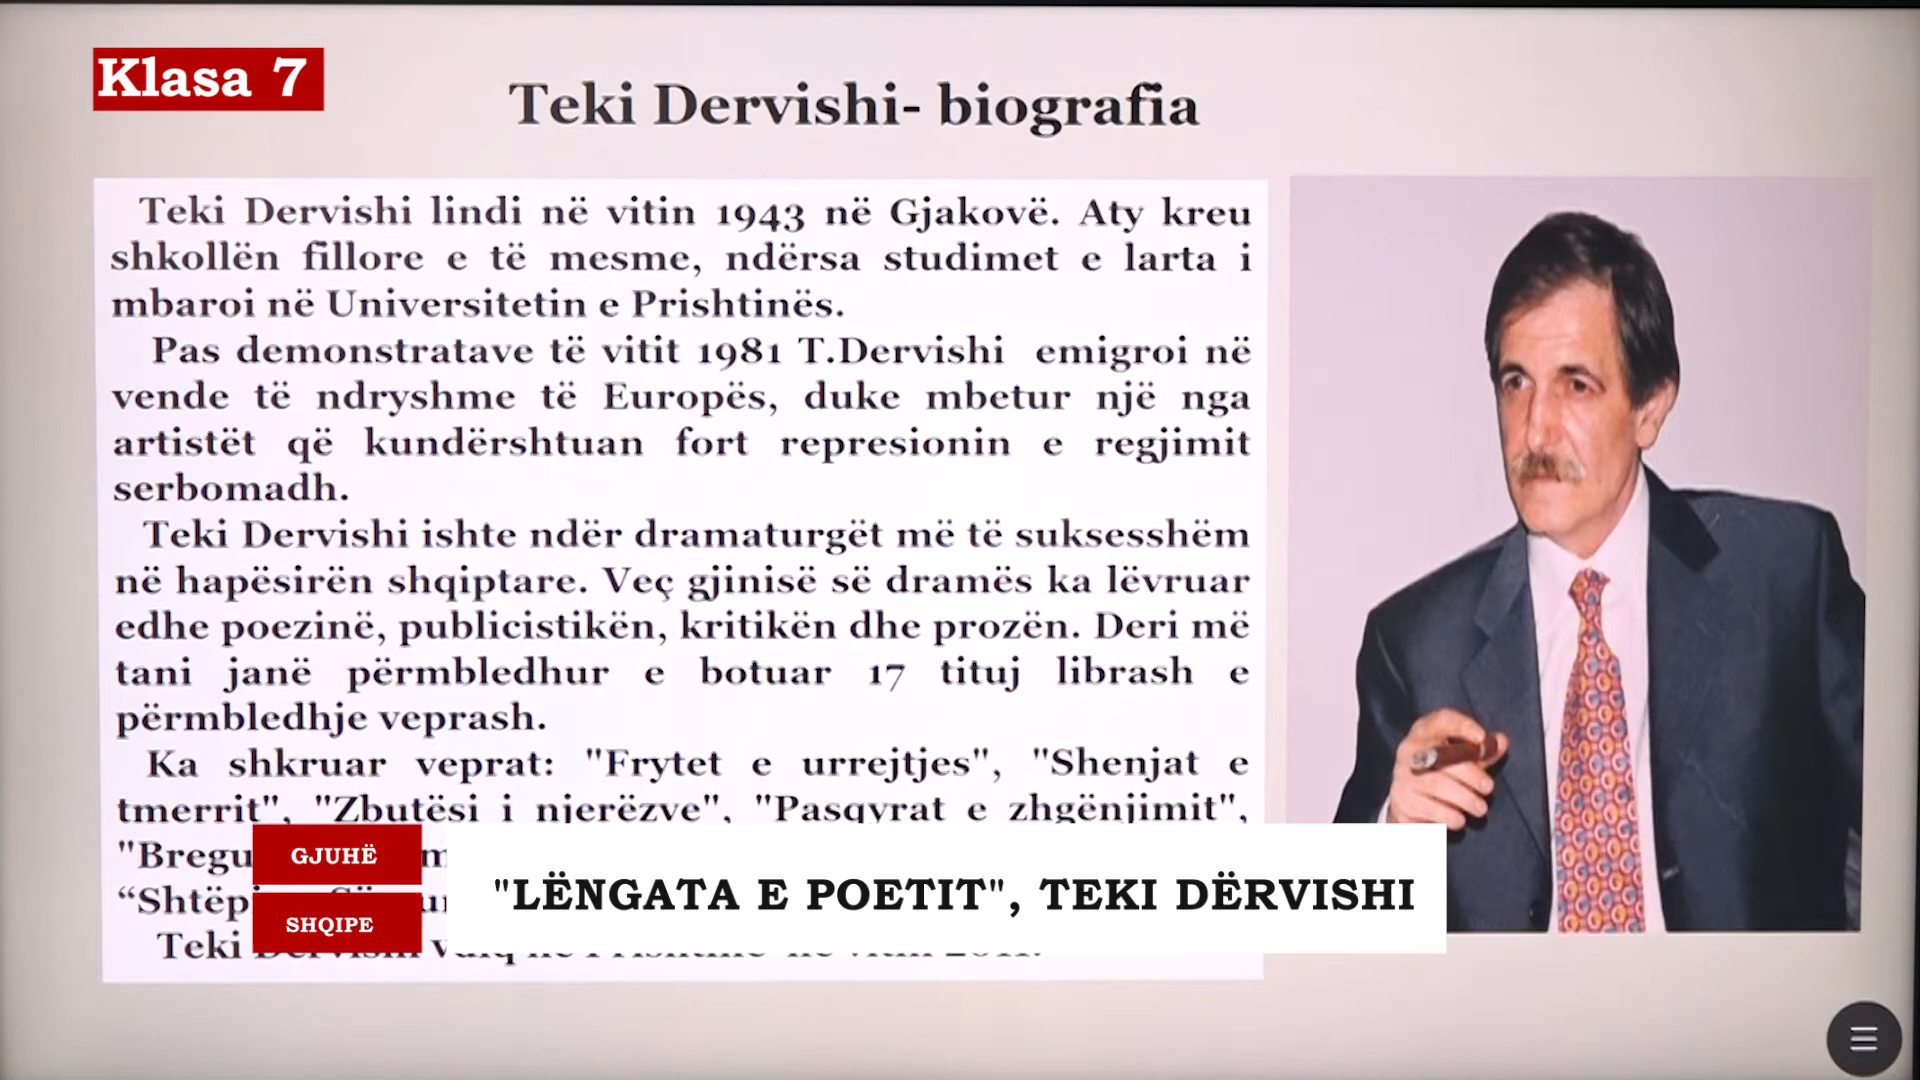 Klasa 7
Teki Dervishi- biografia
Teki Dervishi lindi në vitin 1943 në Gjakovë. Aty kreu
shkollën fillore e të mesme, ndërsa studimet e larta i
mbaroi në Universitetin e Prishtinës.
Pas demonstratave të vitit 1981 T.Dervishi emigroi në
vende të ndryshme të Europës, duke mbetur një nga
artistët që kundërshtuan fort represionin e regjimit
serbomadh.
Teki Dervishi ishte ndër dramaturgët më të suksesshëm
në hapësirën shqiptare. Veç gjinisë së dramës ka lëvruar
edhe poezinë, publicistikën, kritikën dhe prozën. Deri më
tani janë përmbledhur e botuar 17 tituj librash e
përmbledhje veprash.
Ka shkruar veprat: "Frytet e urrejtjes", "Shenjat e
tmerrit", "Zbutësi i njerëzve", "Pasqyrat e zhgënjimit",
Teki
GJUHË
SHQIPE
"LËNGATA E POETIT", TEKI DËRVISHI